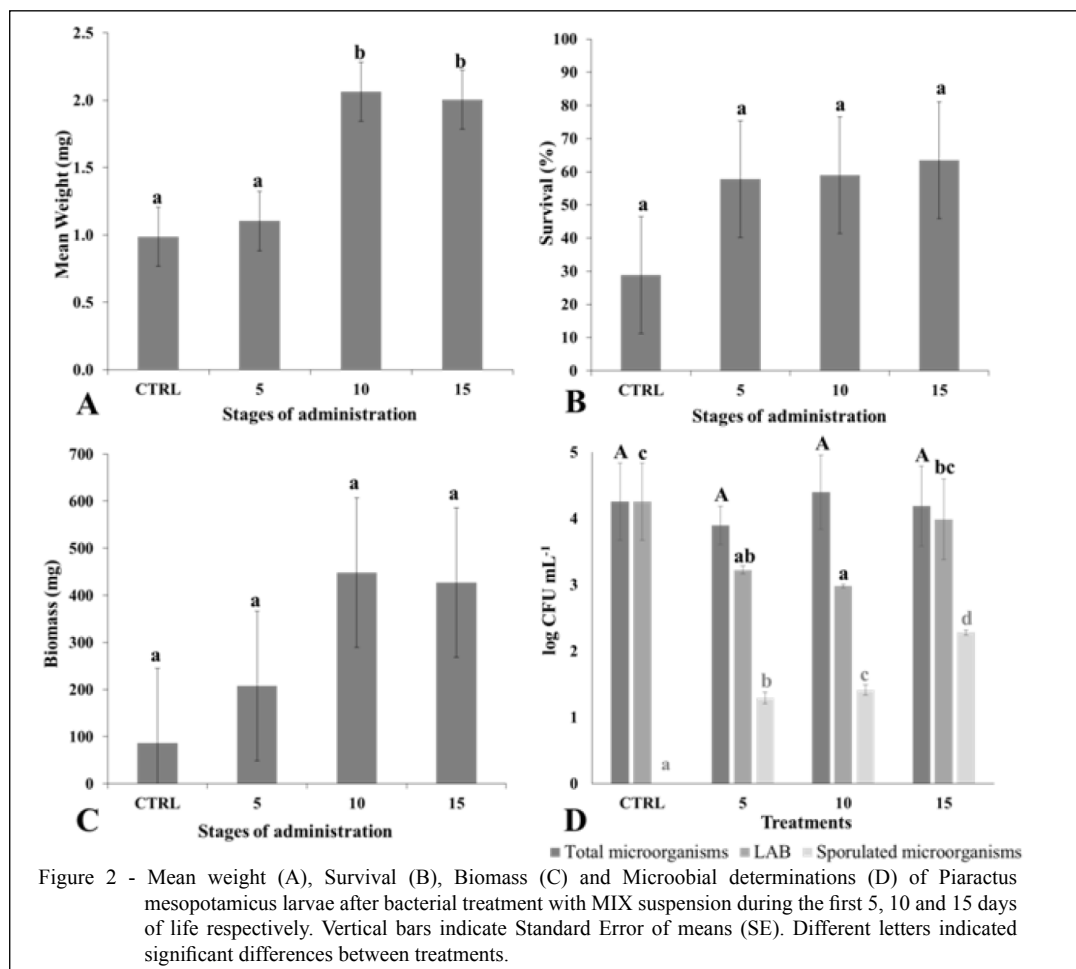 2.5
2.0
1.5
1.0
0.5
0.0
Mean Weight (mg)
a
a
b
b
CTRL
5
10
15
A
Stages of administration
100
90
80
70
60
50
40
30
20
10
0
Survival (%)
a
a
a
a
CTRL
5
10
15
B
Stages of administration
700
600
500
400
300
200
100
0
Biomass (mg)
a
a
a
a
CTRL
5
10
15
C
Stages of administration
5
4
3
2
1
0
log CFU mL-1
A
c
a
A
ab
b
A
a
c
A
bc
d
CTRL
5
10
15
D
Treatments
Total microorganisms
LAB
Sporulated microorganisms
Figure 2 - Mean weight (A), Survival (B), Biomass (C) and Microobial determinations (D) of Piaractus
mesopotamicus larvae after bacterial treatment with MIX suspension during the first 5, 10 and 15 days
of life respectively. Vertical bars indicate Standard Error of means (SE). Different letters indicated
significant differences between treatments.